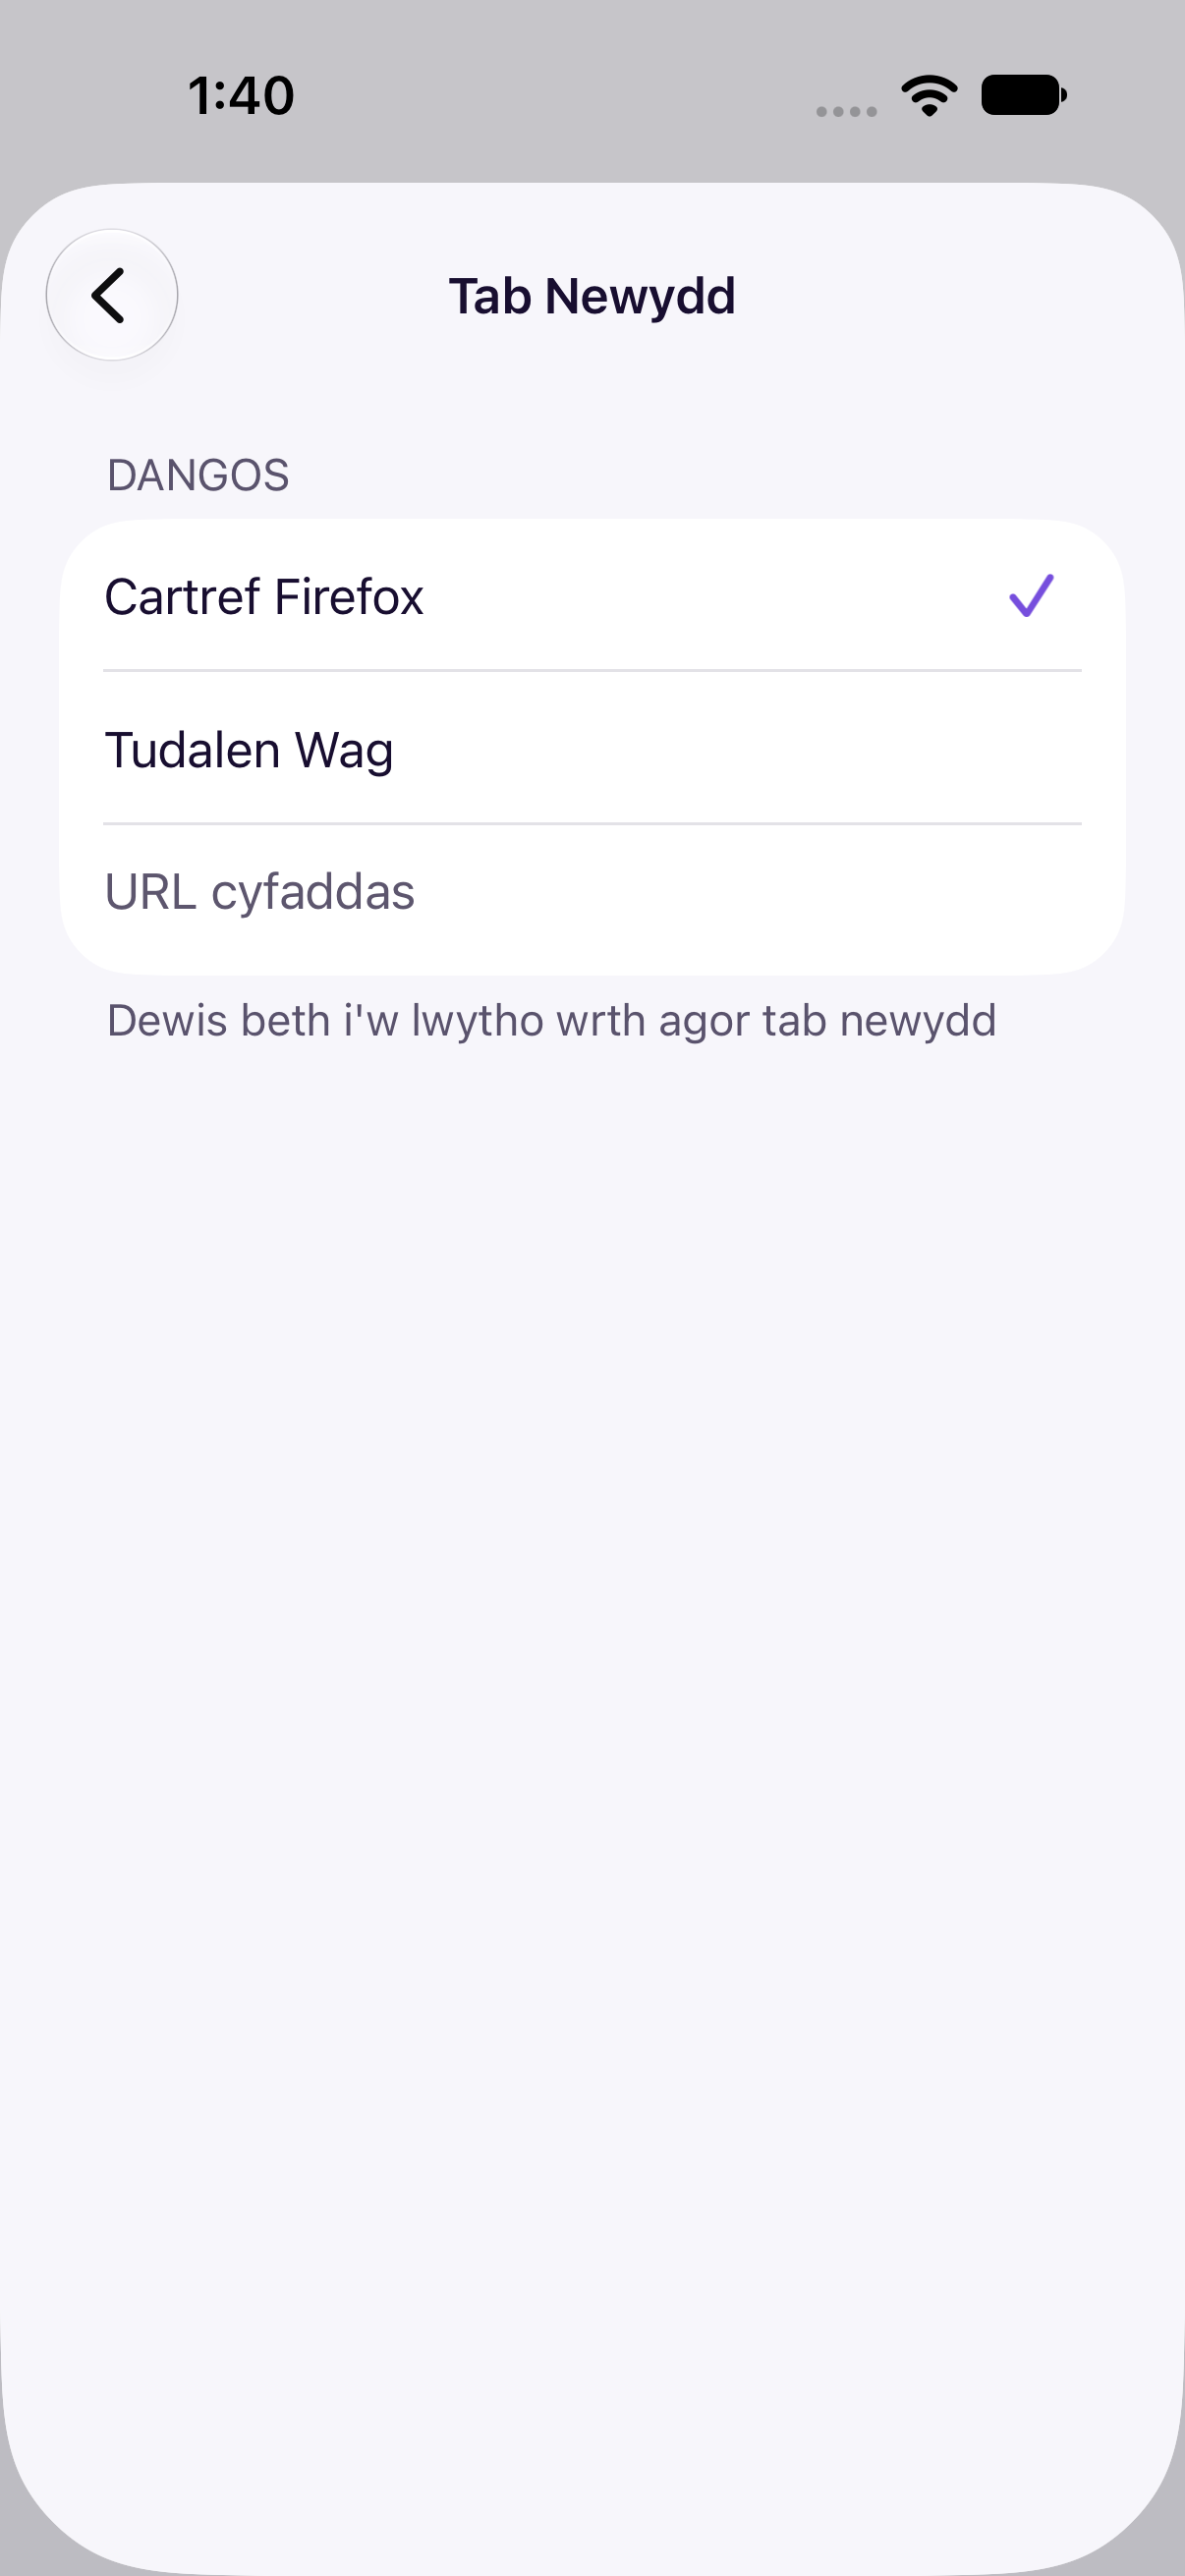 1:40
Tab Newydd
DANGOS
Cartref Firefox
Tudalen Wag
URL cyfaddas
Dewis beth i'w lwytho wrth agor tab newydd